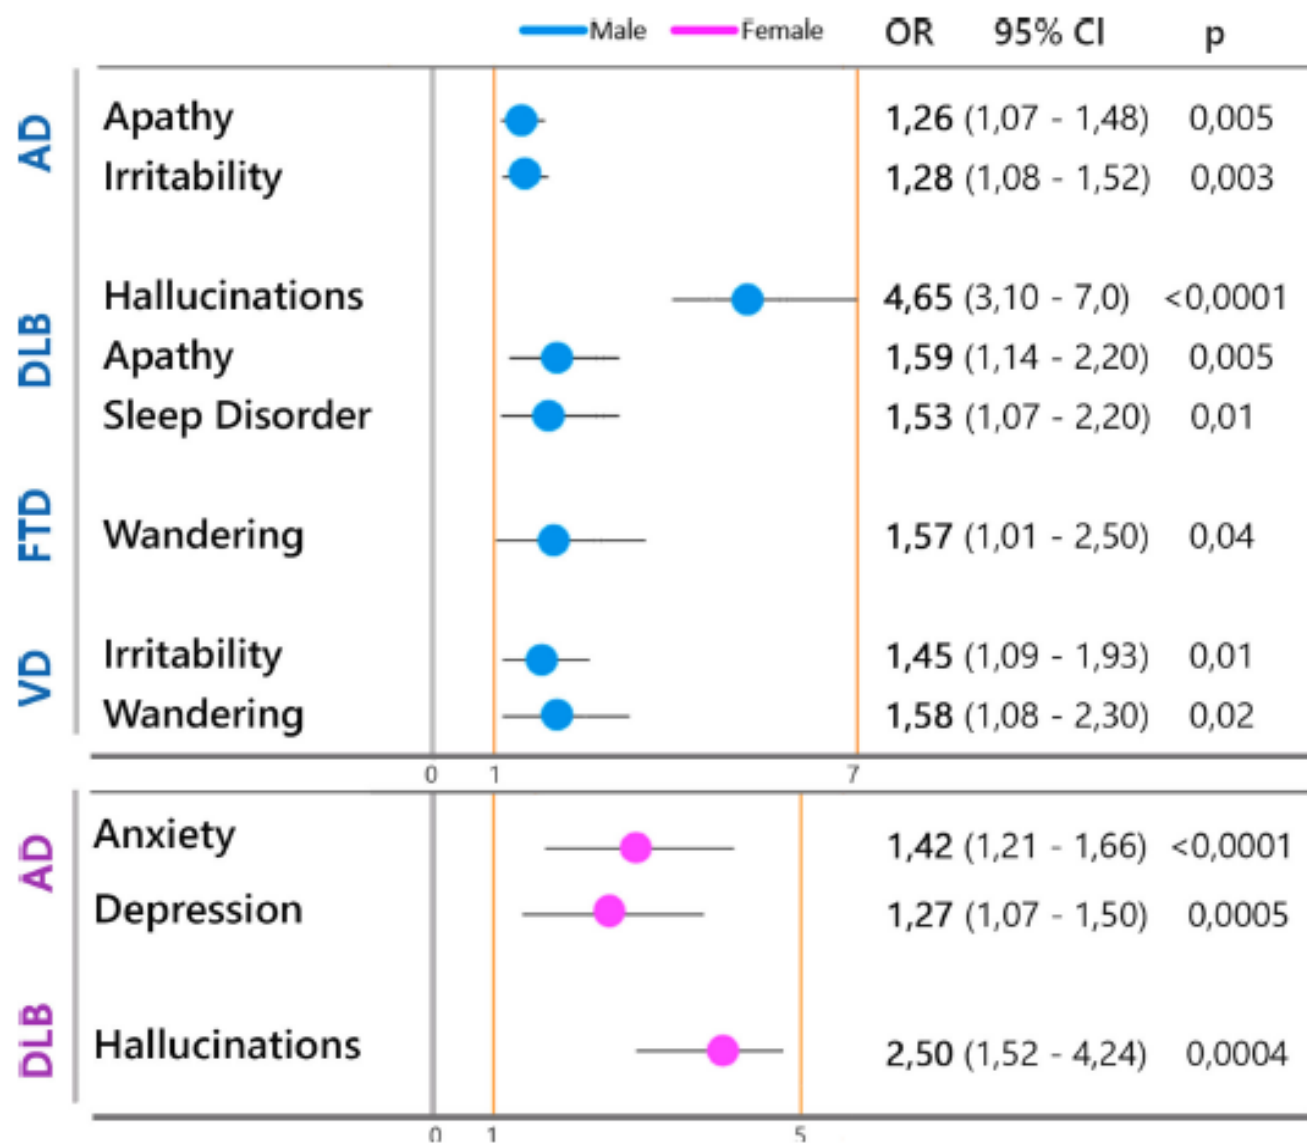 Male Female OR 95% CI p
AD
Apathy 1,26 (1,07 - 1,48) 0,005
Irritability 1,28 (1,08 - 1,52) 0,003
DLB
Hallucinations 4,65 (3,10 - 7,0) <0,0001
Apathy 1,59 (1,14 - 2,20) 0,005
Sleep Disorder 1,53 (1,07 - 2,20) 0,01
FTD
Wandering 1,57 (1,01 - 2,50) 0,04
VD
Irritability 1,45 (1,09 - 1,93) 0,01
Wandering 1,58 (1,08 - 2,30) 0,02
0 1 7
AD
Anxiety 1,42 (1,21 - 1,66) <0,0001
Depression 1,27 (1,07 - 1,50) 0,0005
DLB
Hallucinations 2,50 (1,52 - 4,24) 0,0004
0 1 5